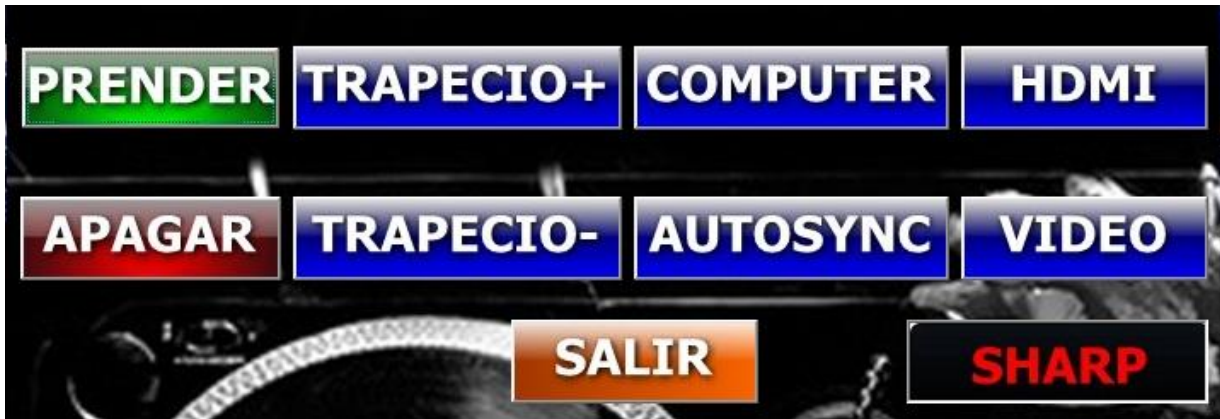 PRENDER TRAPECIO+ COMPUTER HDMI
APAGAR TRAPECIO- AUTOSYNC VIDEO
SALIR SHARP